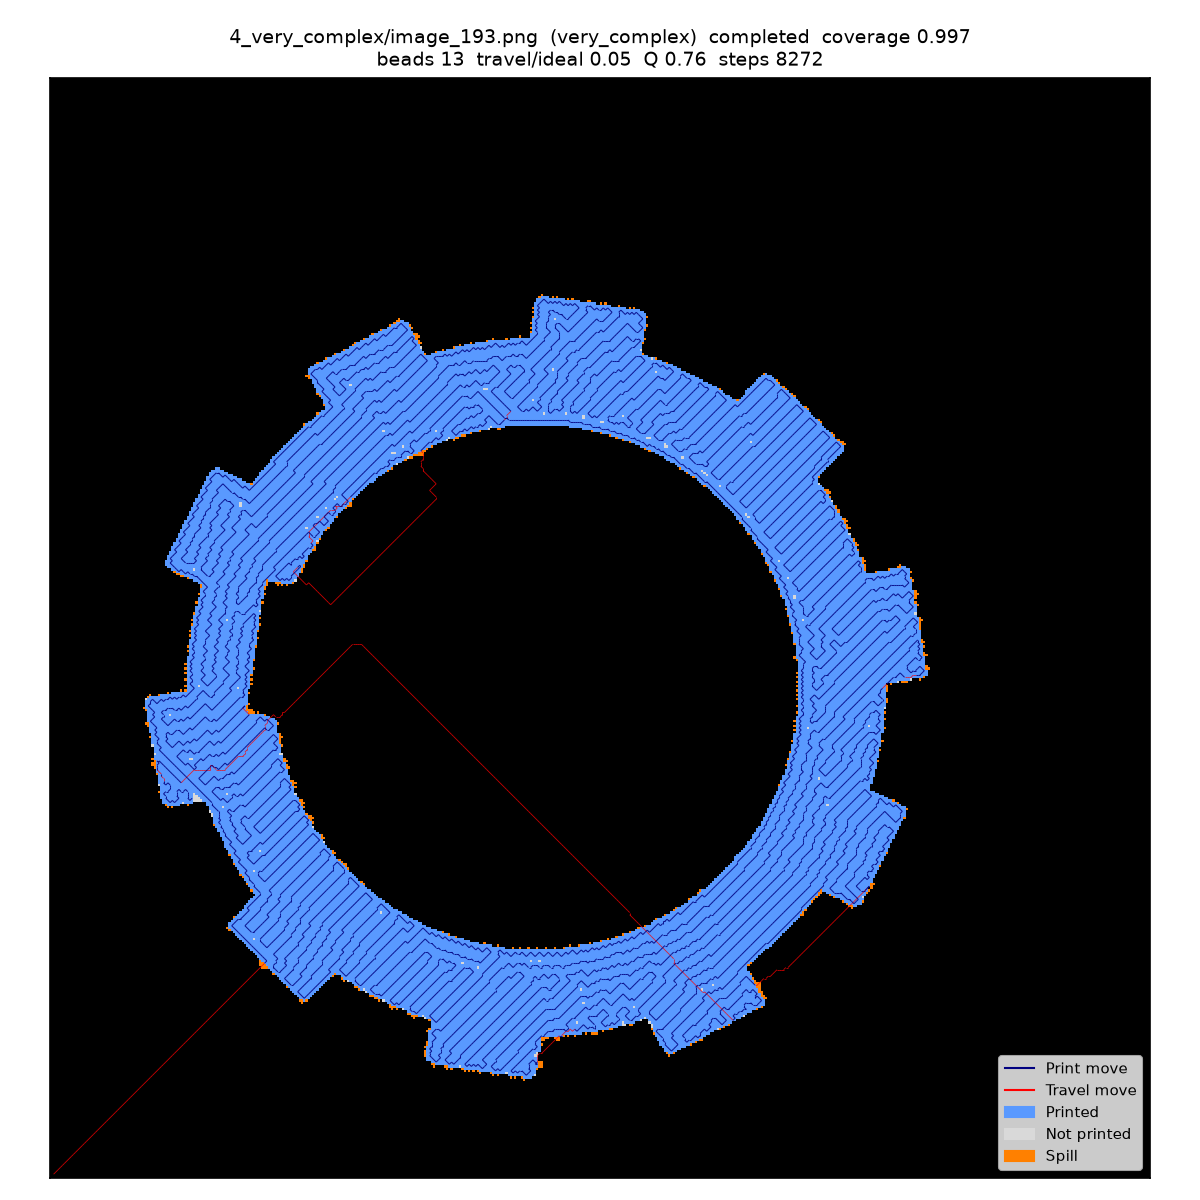 4_very_complex/image_193.png  (very_complex)  completed  coverage 0.997
beads 13  travel/ideal 0.05  Q 0.76  steps 8272
Print move
Travel move
Printed
Not printed
Spill